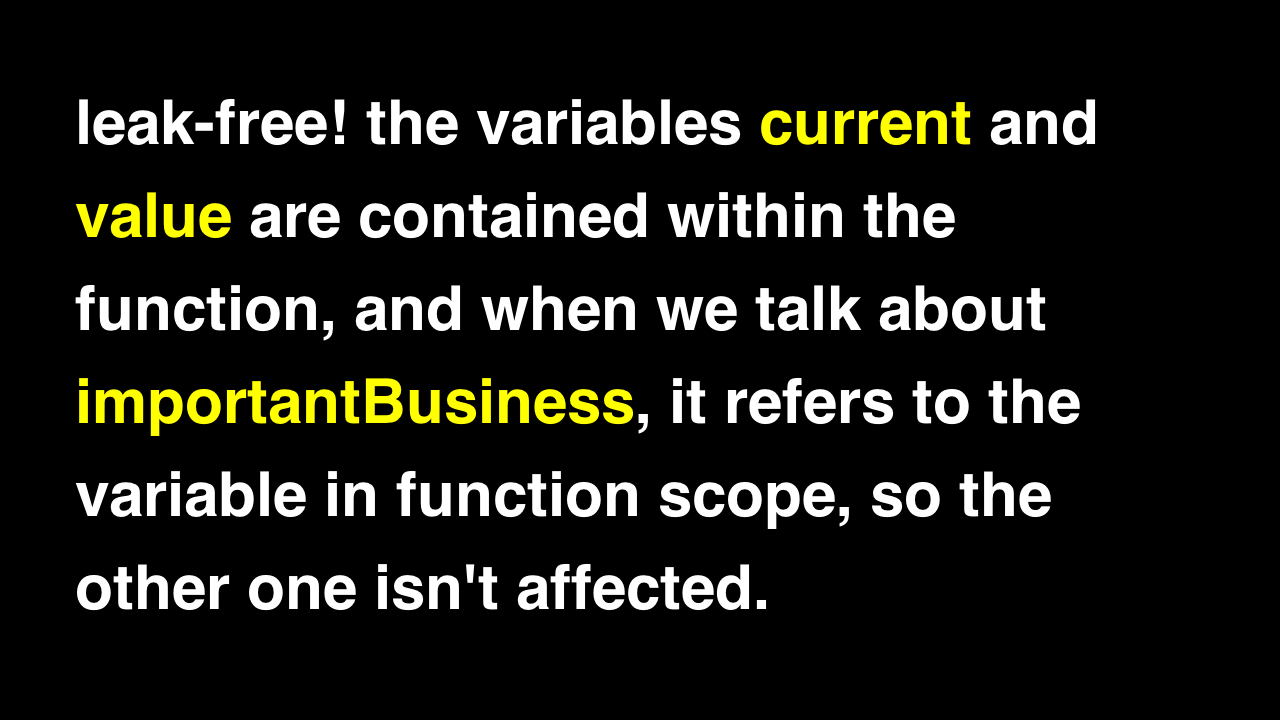 leak-free! the variables current and
value are contained within the
function, and when we talk about
importantBusiness, it refers to the
variable in function scope, so the
other one isn't affected.